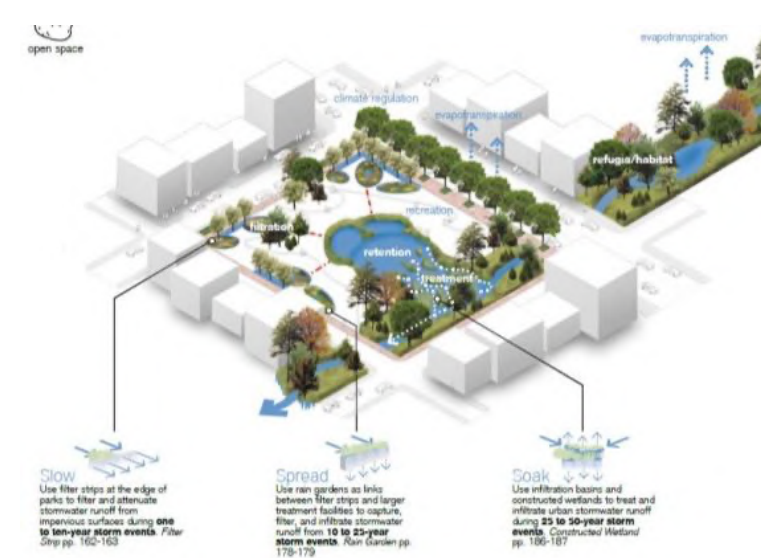 open space
evapotranspiration
climate regulation
evapotranspiration
refugia/habitat
recreation
filtration
retention
treatment
Slow
Use filter strips at the edge of
parks to filter and attenuate
stormwater runoff from
impervious surfaces during one
to ten-year storm events. Filter
Strip pp. 162-163
Spread
Use rain gardens as links
between filter strips and larger
treatment facilities to capture,
filter, and infiltrate stormwater
runoff from 10 to 25-year
storm events. Rain Garden pp.
178-179
Soak
Use infiltration basins and
constructed wetlands to treat and
infiltrate urban stormwater runoff
during 25 to 50-year storm
events. Constructed Wetland
pp. 186-187